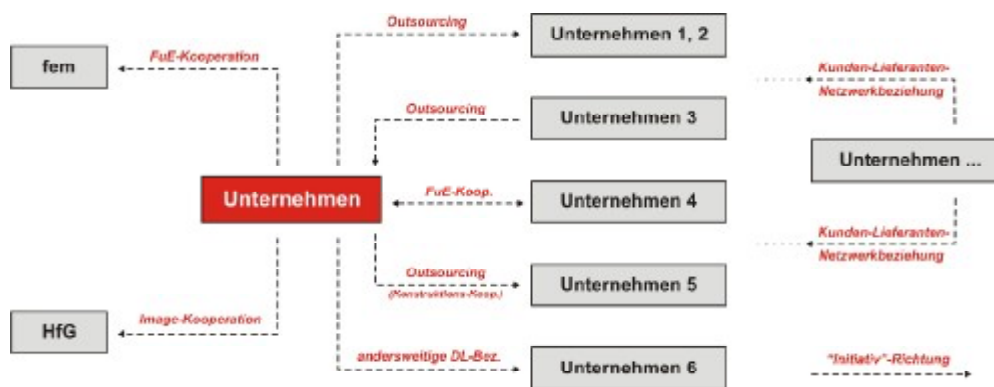 Outsourcing
Unternehmen 1, 2
fem
FuE-Kooperation
Kunden-Lieferanten-
Netzwerkbeziehung
Outsourcing
Unternehmen 3
Unternehmen ...
Unternehmen
FuE-Koop.
Unternehmen 4
Kunden-Lieferanten-
Netzwerkbeziehung
Outsourcing
(Konstruktions-Koop.)
Unternehmen 5
HfG
Image-Kooperation
andersweitige DL-Bez.
Unternehmen 6
"Initiativ"-Richtung